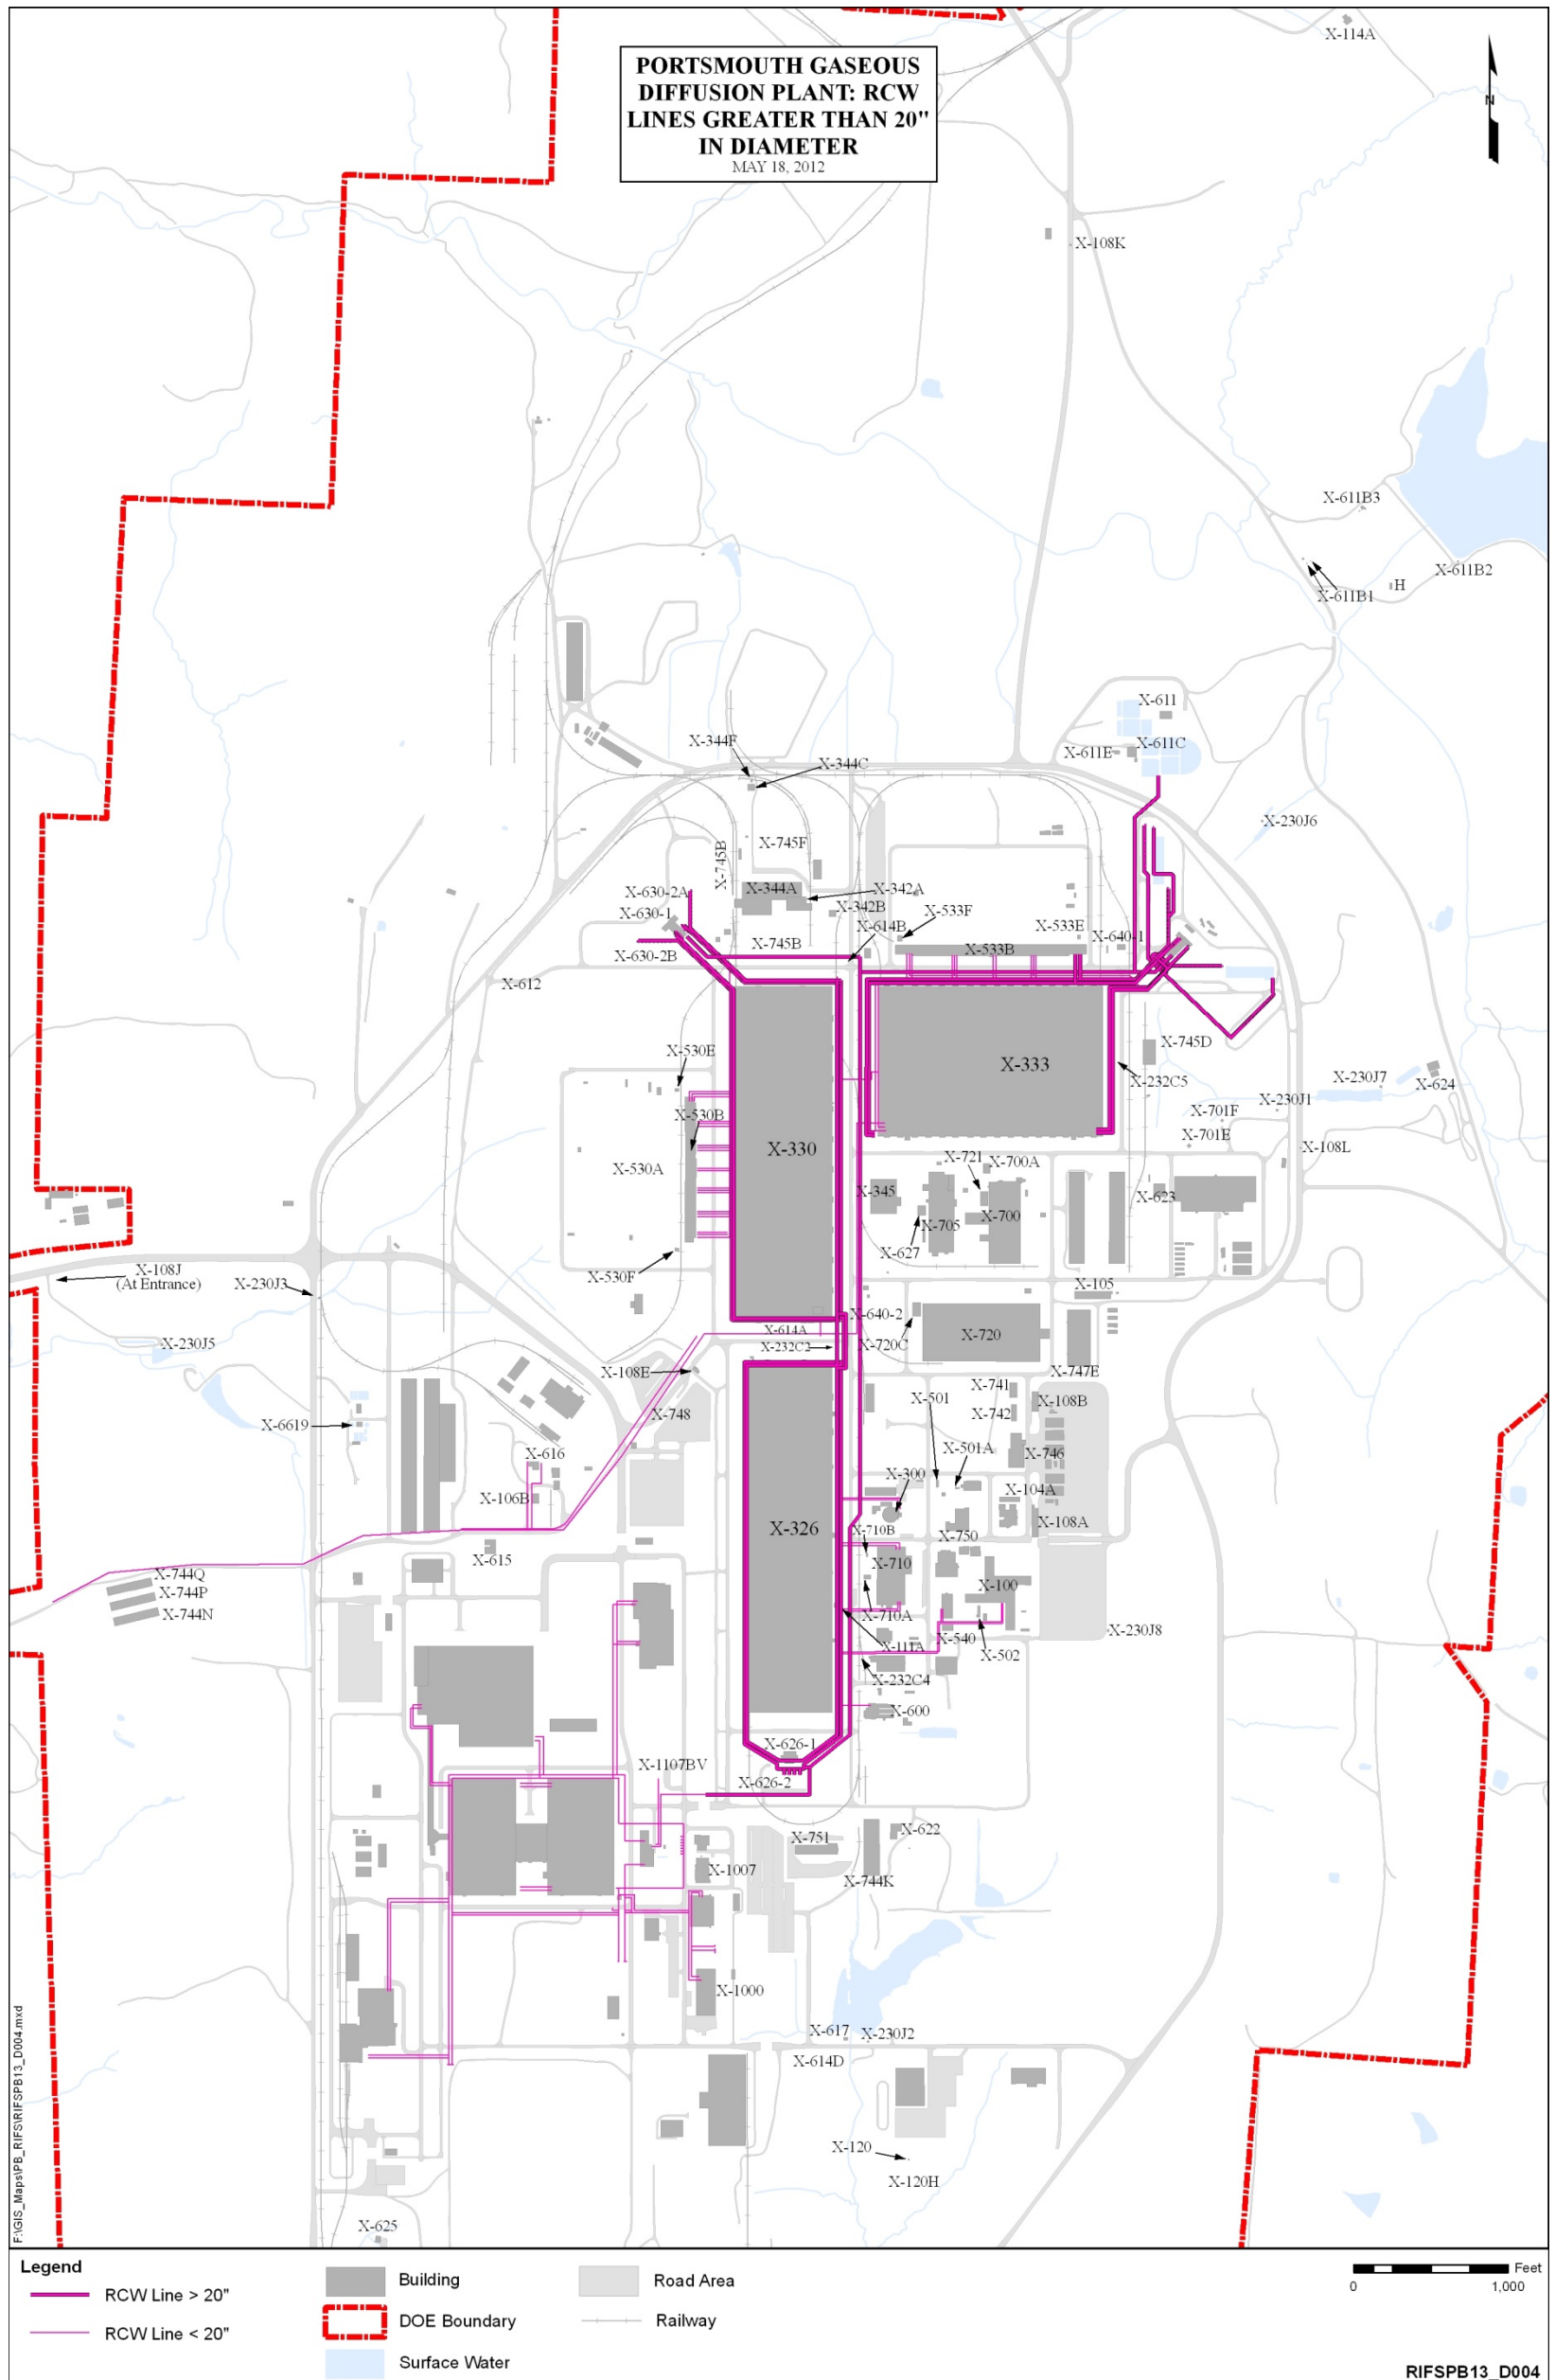 PORTSMOUTH GASEOUS
DIFFUSION PLANT: RCW
LINES GREATER THAN 20"
IN DIAMETER
MAY 18, 2012
X-114A
N
X-108K
X-611B3
X-611B2
H
X-611B1
X-611
X-344F
X-611E
X-611C
X-344C
X-230J6
X-745F
X-745B
X-630-2A
X-344A
X-342A
X-630-1
X-342B
X-533F
X-614B
X-533E
X-640-1
X-745B
X-533B
X-630-2B
X-612
X-745D
X-530E
X-333
X-232C5
X-230J7
X-624
X-230J1
X-701F
X-530B
X-701E
X-330
X-108L
X-721
X-700A
X-530A
X-345
X-623
X-705
X-700
X-627
X-108J
(At Entrance)
X-530F
X-230J3
X-105
X-640-2
X-614A
X-720
X-230J5
X-232C2
X-720C
X-108E
X-747E
X-741
X-501
X-108B
X-748
X-742
X-6619
X-501A
X-616
X-746
X-300
X-104A
X-106B
X-326
X-710B
X-108A
X-750
X-615
X-710
X-744Q
X-100
X-744P
X-744N
X-710A
X-230J8
X-540
X-111A
X-502
X-232C4
X-600
X-626-1
X-1107BV
X-626-2
X-622
X-751
X-1007
X-744K
X-1000
X-617
X-230J2
X-614D
X-120
X-120H
X-625
F:\GIS_Maps\PB_RIFS\RIFSPB13_D004.mxd
Legend
RCW Line > 20"
RCW Line < 20"
Building
DOE Boundary
Surface Water
Road Area
Railway
Feet
0 1,000
RIFSPB13_D004